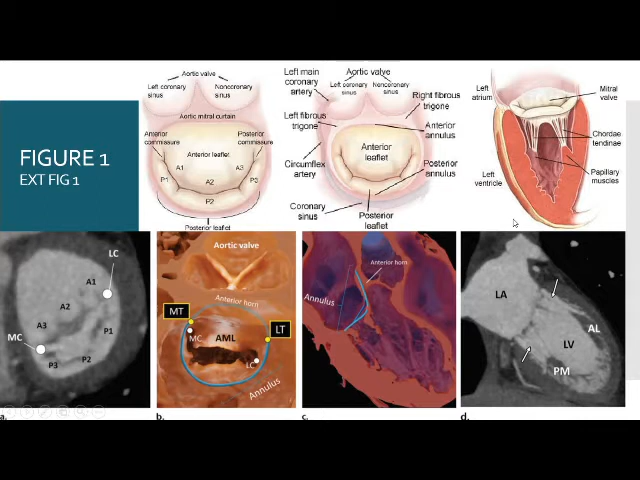 FIGURE 1
EXT FIG 1
Aortic valve
Left coronary
sinus
Noncoronary
sinus
Aortic mitral curtain
Anterior
commissure
Posterior
commissure
Anterior leaflet
A1
A2
A3
P1
P2
P3
Posterior leaflet
Left main
coronary
artery
Aortic valve
Left coronary
sinus
Noncoronary
sinus
Right fibrous
trigone
Left fibrous
trigone
Anterior
annulus
Anterior
leaflet
Circumflex
artery
Posterior
annulus
Coronary
sinus
Posterior
leaflet
Left
atrium
Mitral
valve
Chordae
tendinae
Papillary
muscles
Left
ventricle
LC
A1
A2
A3
P1
MC
P2
P3
a.
Aortic valve
Anterior horn
MT
LT
MC
AML
LC
Annulus
b.
Anterior horn
Annulus
c.
LA
AL
LV
PM
d.